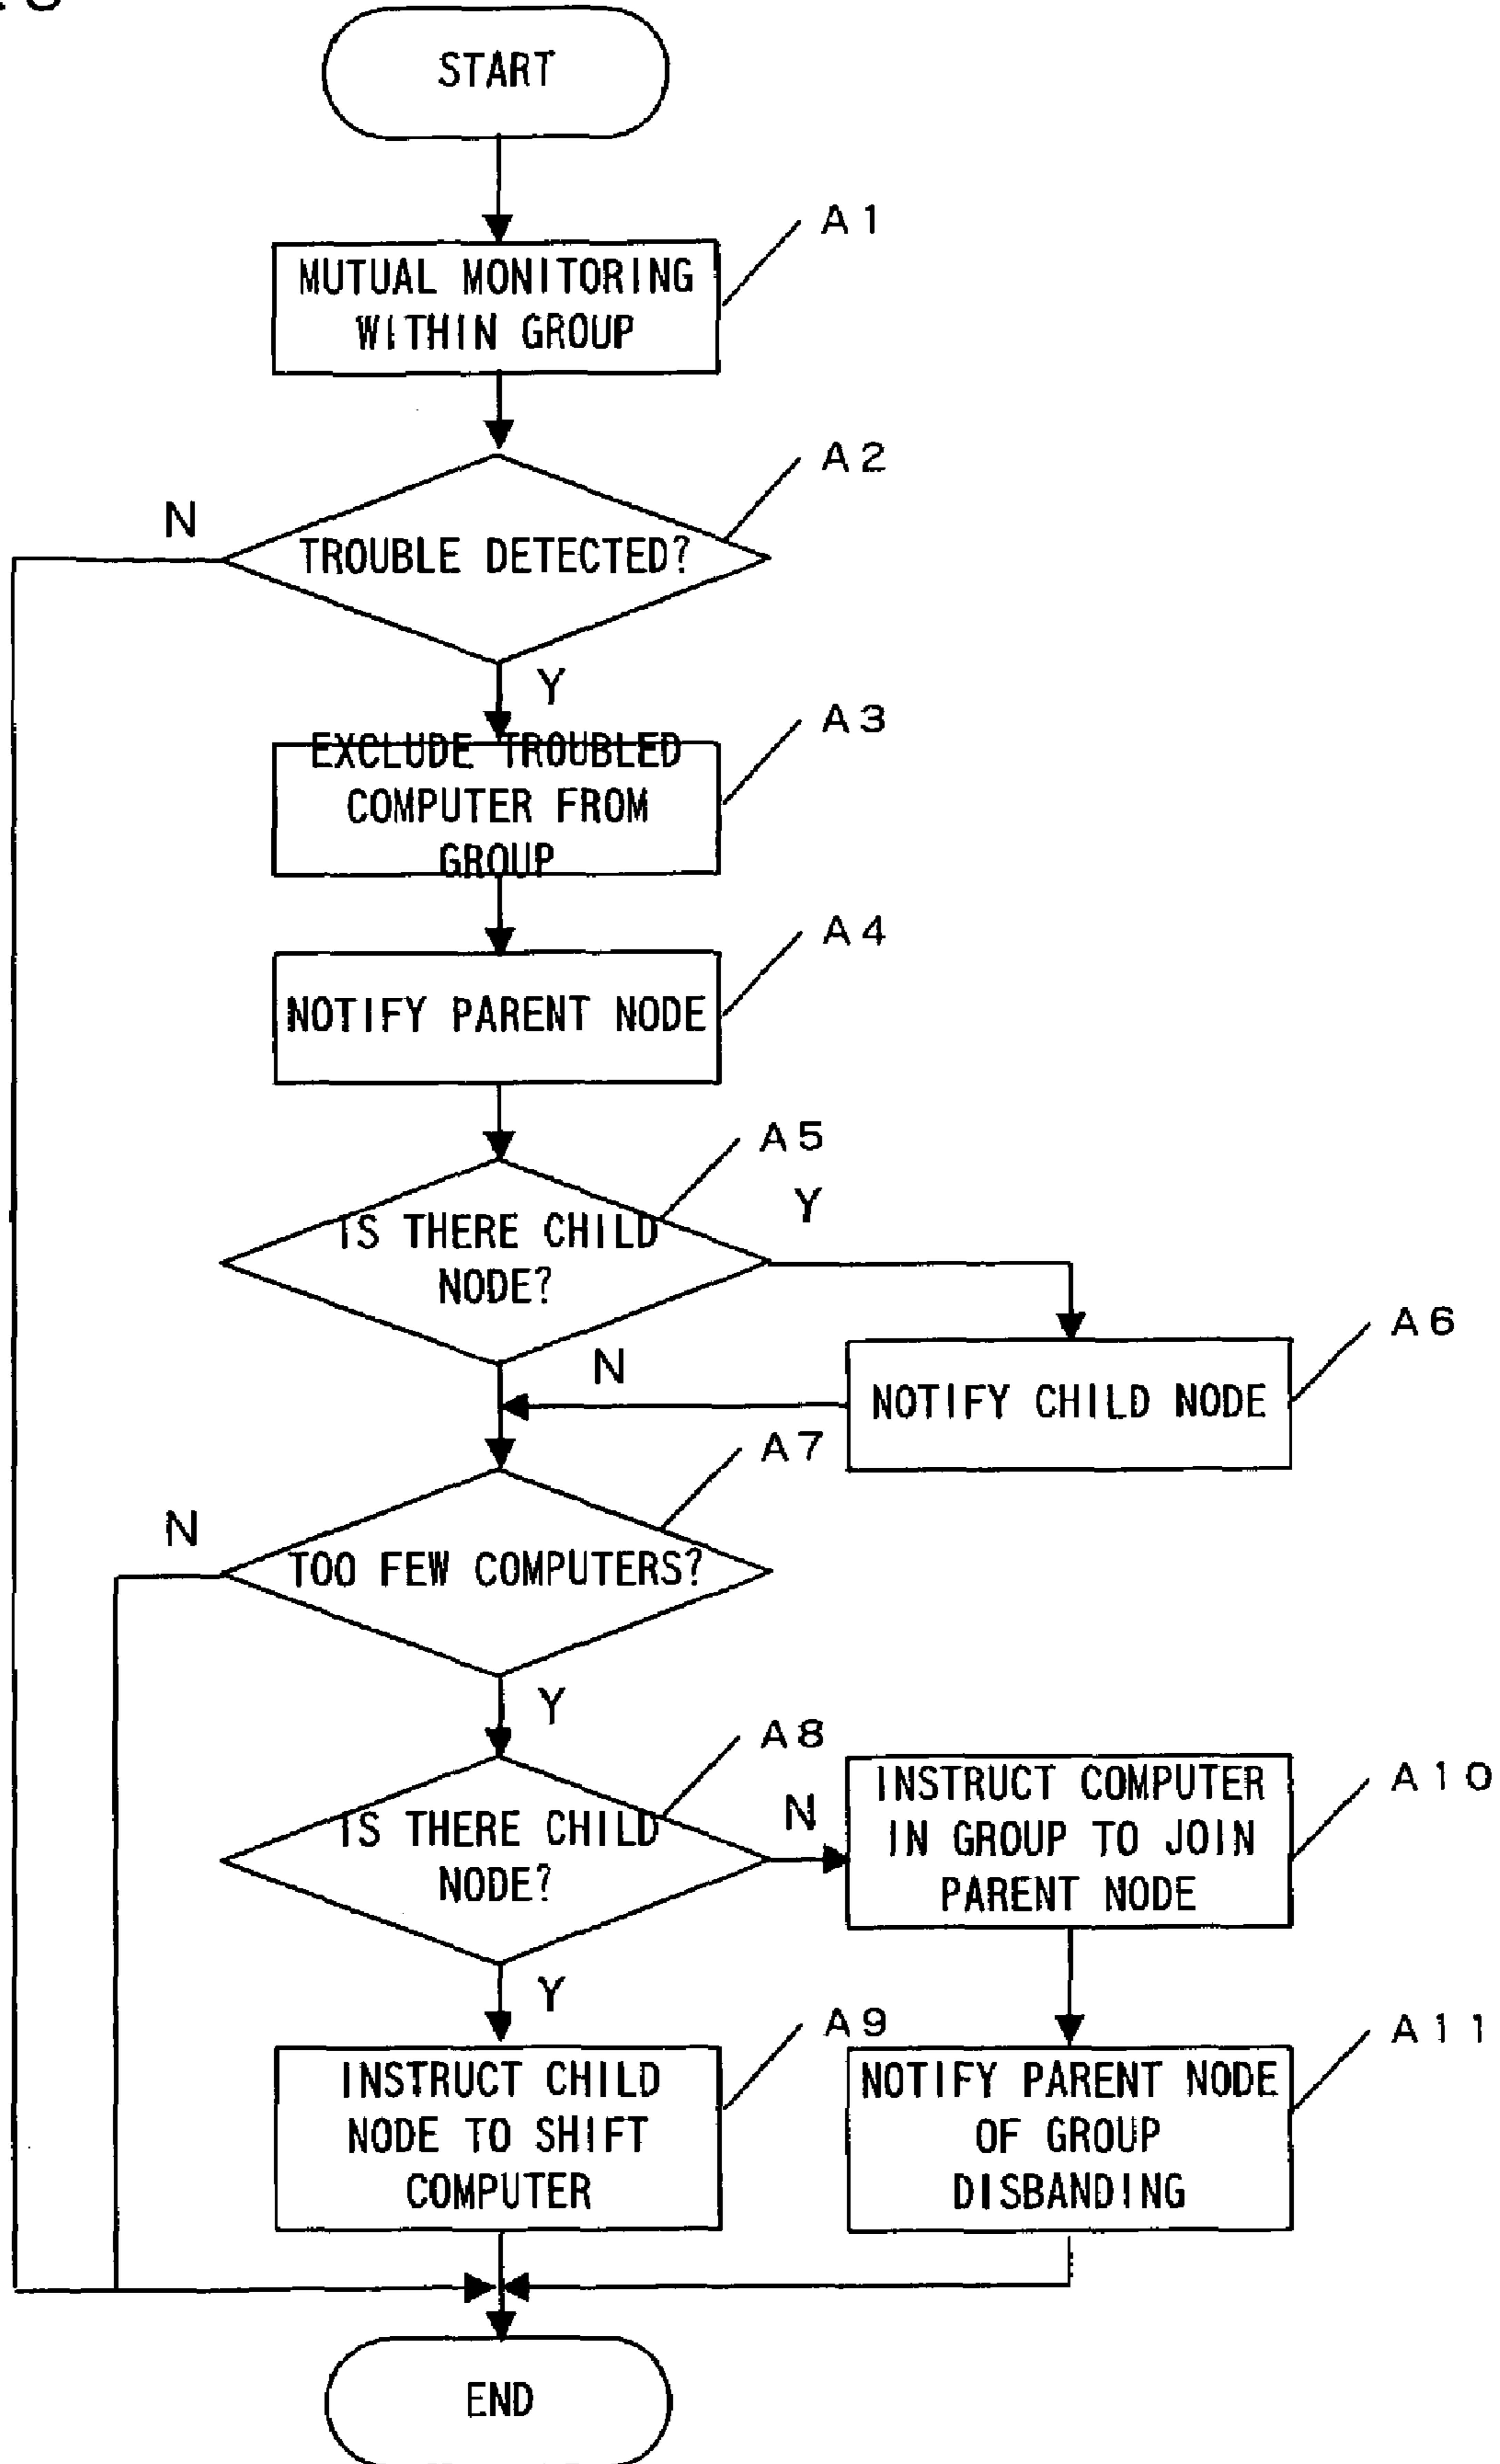 START
A1
MUTUAL MONITORING
WITHIN GROUP
A2
N
TROUBLE DETECTED?
Y
A3
EXCLUDE TROUBLED
COMPUTER FROM
GROUP
A4
NOTIFY PARENT NODE
A5
Y
IS THERE CHILD
NODE?
A6
N
NOTIFY CHILD NODE
A7
N
TOO FEW COMPUTERS?
Y
A8
IS THERE CHILD
NODE?
N
A10
INSTRUCT COMPUTER
IN GROUP TO JOIN
PARENT NODE
Y
A9
INSTRUCT CHILD
NODE TO SHIFT
COMPUTER
A11
NOTIFY PARENT NODE
OF GROUP
DISBANDING
END